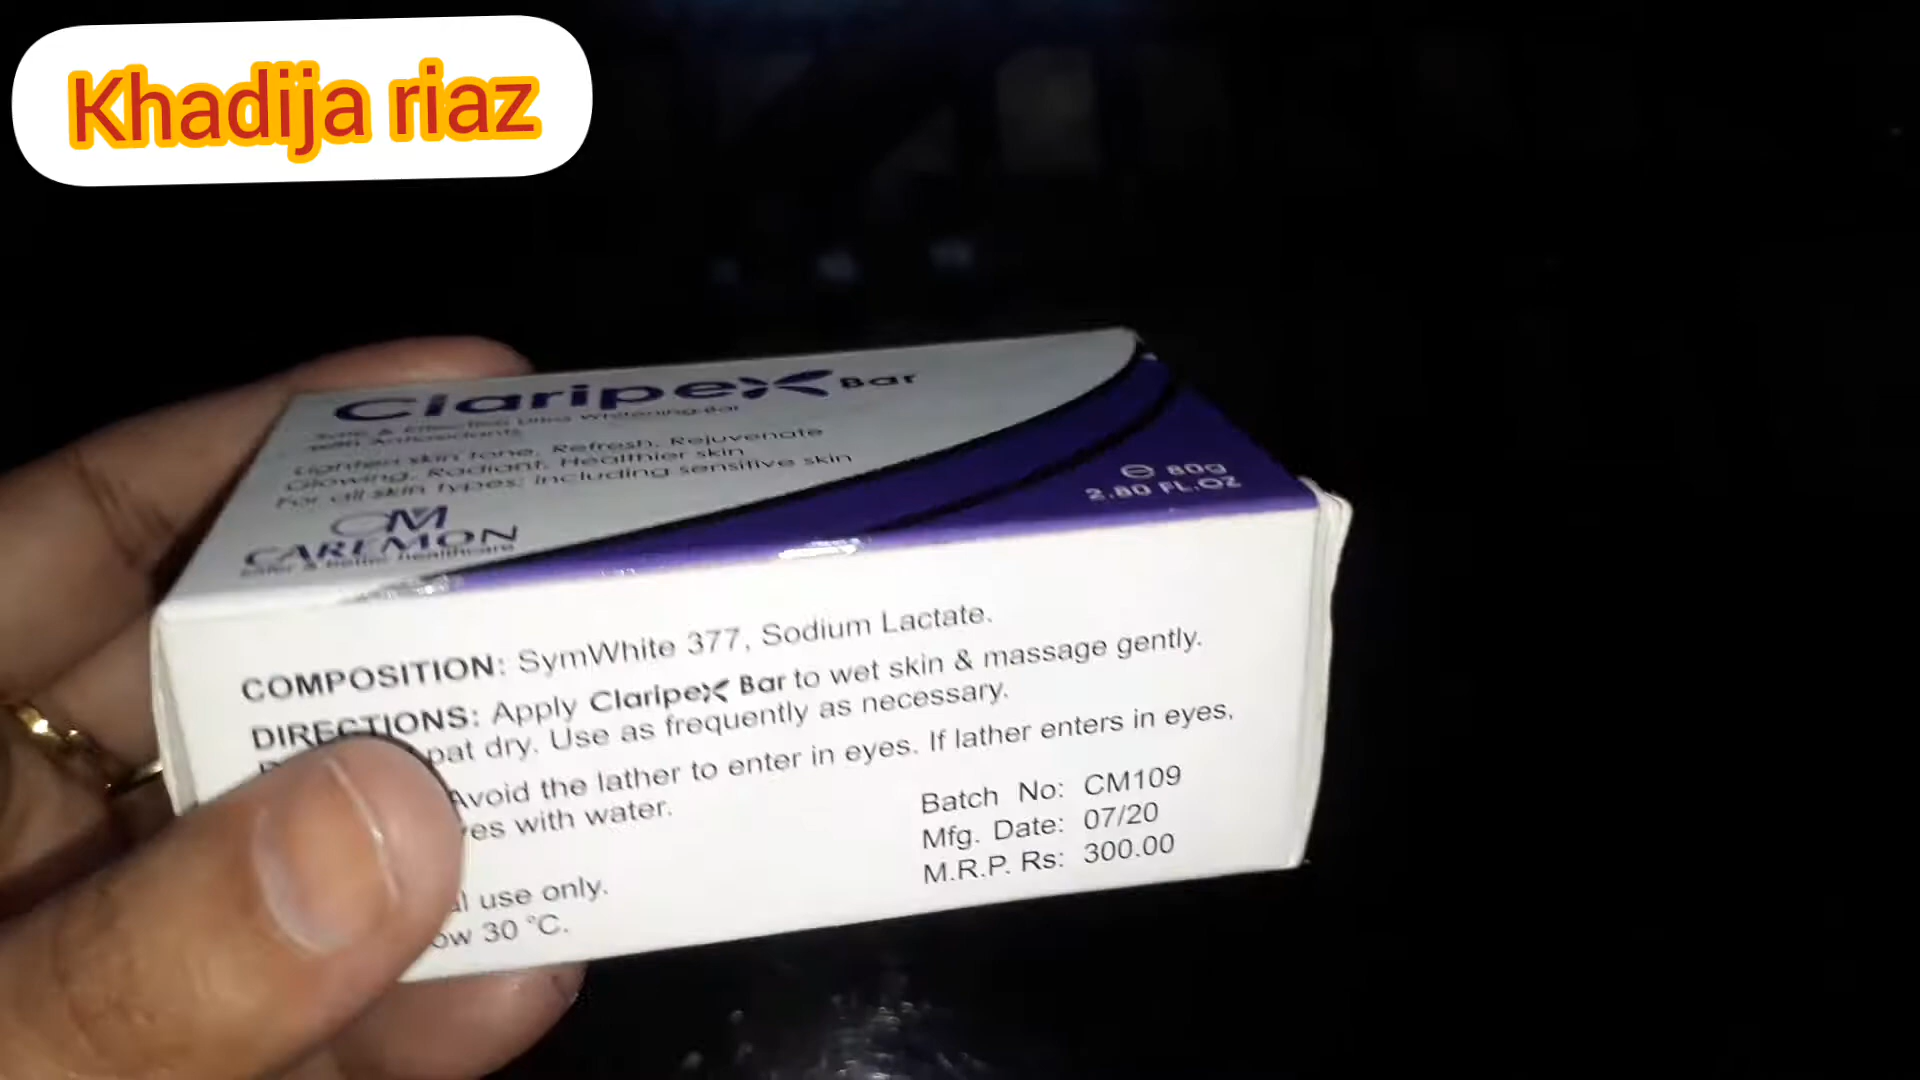 Khadija riaz
Claripex Bar
Safe & Effective Ultra Whitening Bar
with Antioxidants
Lighten skin tone, Refresh, Rejuvenate
Glowing, Radiant, Healthier skin
For all skin types; including sensitive skin
CM
CAREMON
safer & better healthcare
80g
2.80 FL.OZ
COMPOSITION: SymWhite 377, Sodium Lactate.
DIRECTIONS: Apply Claripex Bar to wet skin & massage gently.
pat dry. Use as frequently as necessary.
Avoid the lather to enter in eyes. If lather enters in eyes,
with water.
use only.
30 °C.
Batch No: CM109
Mfg. Date: 07/20
M.R.P. Rs: 300.00